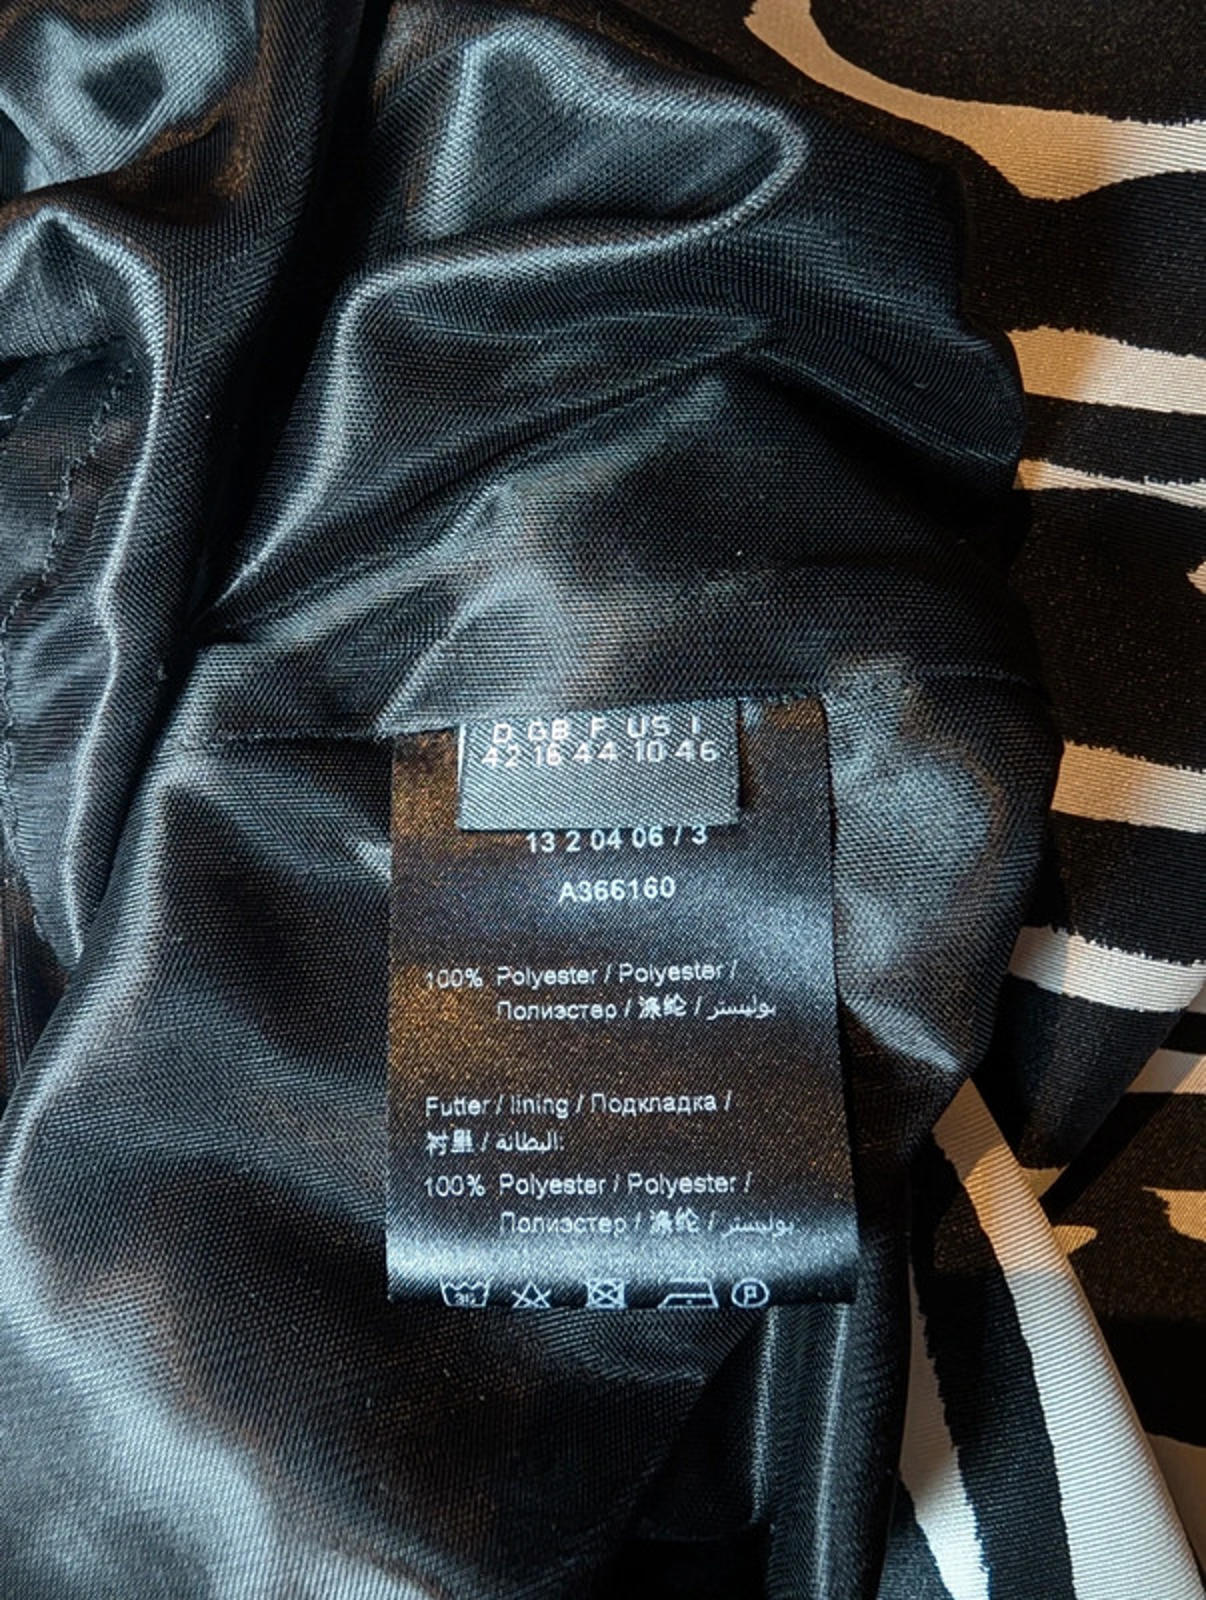 D GB F US I
42 16 44 10 46
13 2 04 06 / 3
A366160
100% Polyester / Polyester /
Полиэстер / 涤纶 / بوليستر
Futter / lining / Подкладка /
衬里 / البطانة:
100% Polyester / Polyester /
Полиэстер / 涤纶 / بوليستر
P